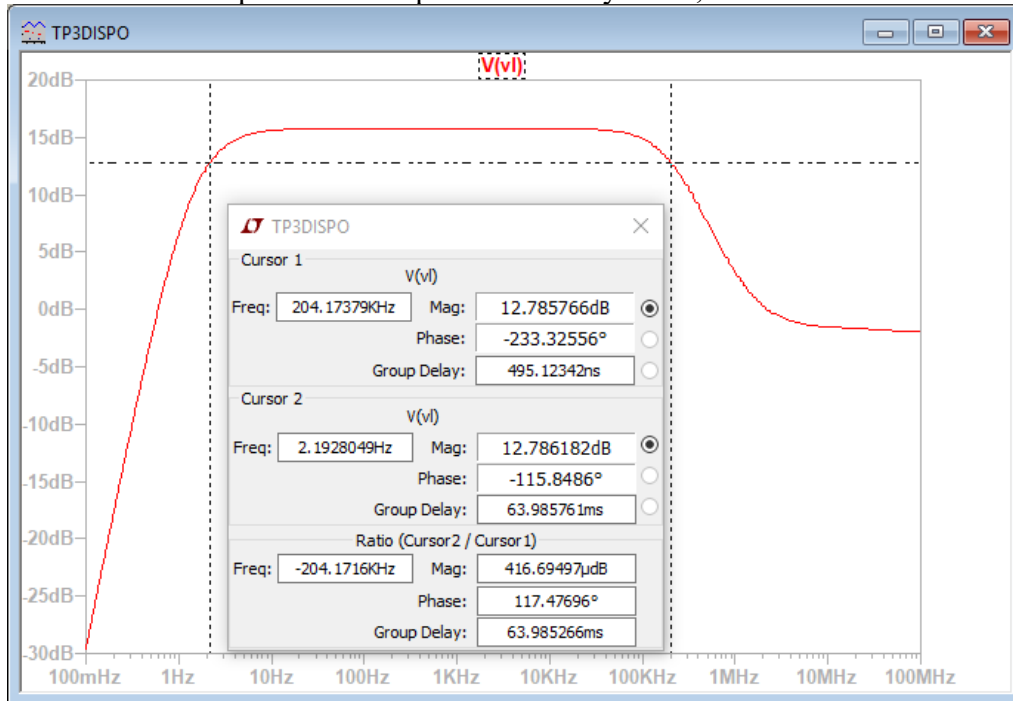 TP3DISPO
V(vl)
20dB
15dB
10dB
5dB
0dB
-5dB
-10dB
-15dB
-20dB
-25dB
-30dB
TP3DISPO
Cursor 1
V(vl)
Freq: 204.17379KHz Mag: 12.785766dB
Phase: -233.32556°
Group Delay: 495.12342ns
Cursor 2
V(vl)
Freq: 2.1928049Hz Mag: 12.786182dB
Phase: -115.8486°
Group Delay: 63.985761ms
Ratio (Cursor2 / Cursor1)
Freq: -204.1716KHz Mag: 416.69497µdB
Phase: 117.47696°
Group Delay: 63.985266ms
100mHz 1Hz 10Hz 100Hz 1KHz 10KHz 100KHz 1MHz 10MHz 100MHz